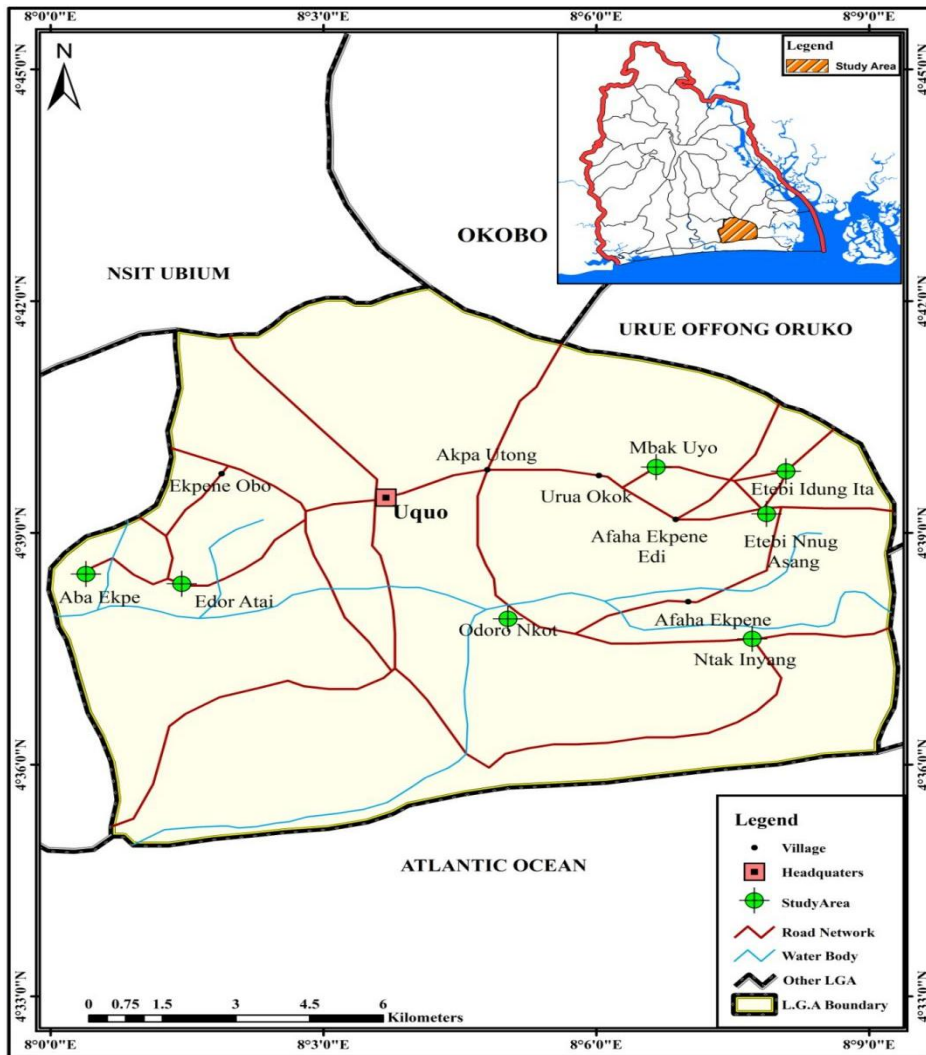 8°0'0"E
8°3'0"E
8°6'0"E
8°9'0"E
4°45'0"N
4°45'0"N
N
Legend
Study Area
OKOBO
NSIT UBIUM
4°42'0"N
4°42'0"N
URUE OFFONG ORUKO
Akpa Utong
Mbak Uyo
Ekpene Obo
Urua Okok
Etebi Idung Ita
Uquo
Afaha Ekpene
Edi
Etebi Nnug
Asang
4°39'0"N
4°39'0"N
Aba Ekpe
Edor Atai
Odoro Nkot
Afaha Ekpene
Ntak Inyang
4°36'0"N
4°36'0"N
ATLANTIC OCEAN
Legend
Village
Headquaters
StudyArea
Road Network
Water Body
Other LGA
L.G.A Boundary
0 0.75 1.5 3 4.5 6
Kilometers
4°33'0"N
4°33'0"N
8°0'0"E
8°3'0"E
8°6'0"E
8°9'0"E